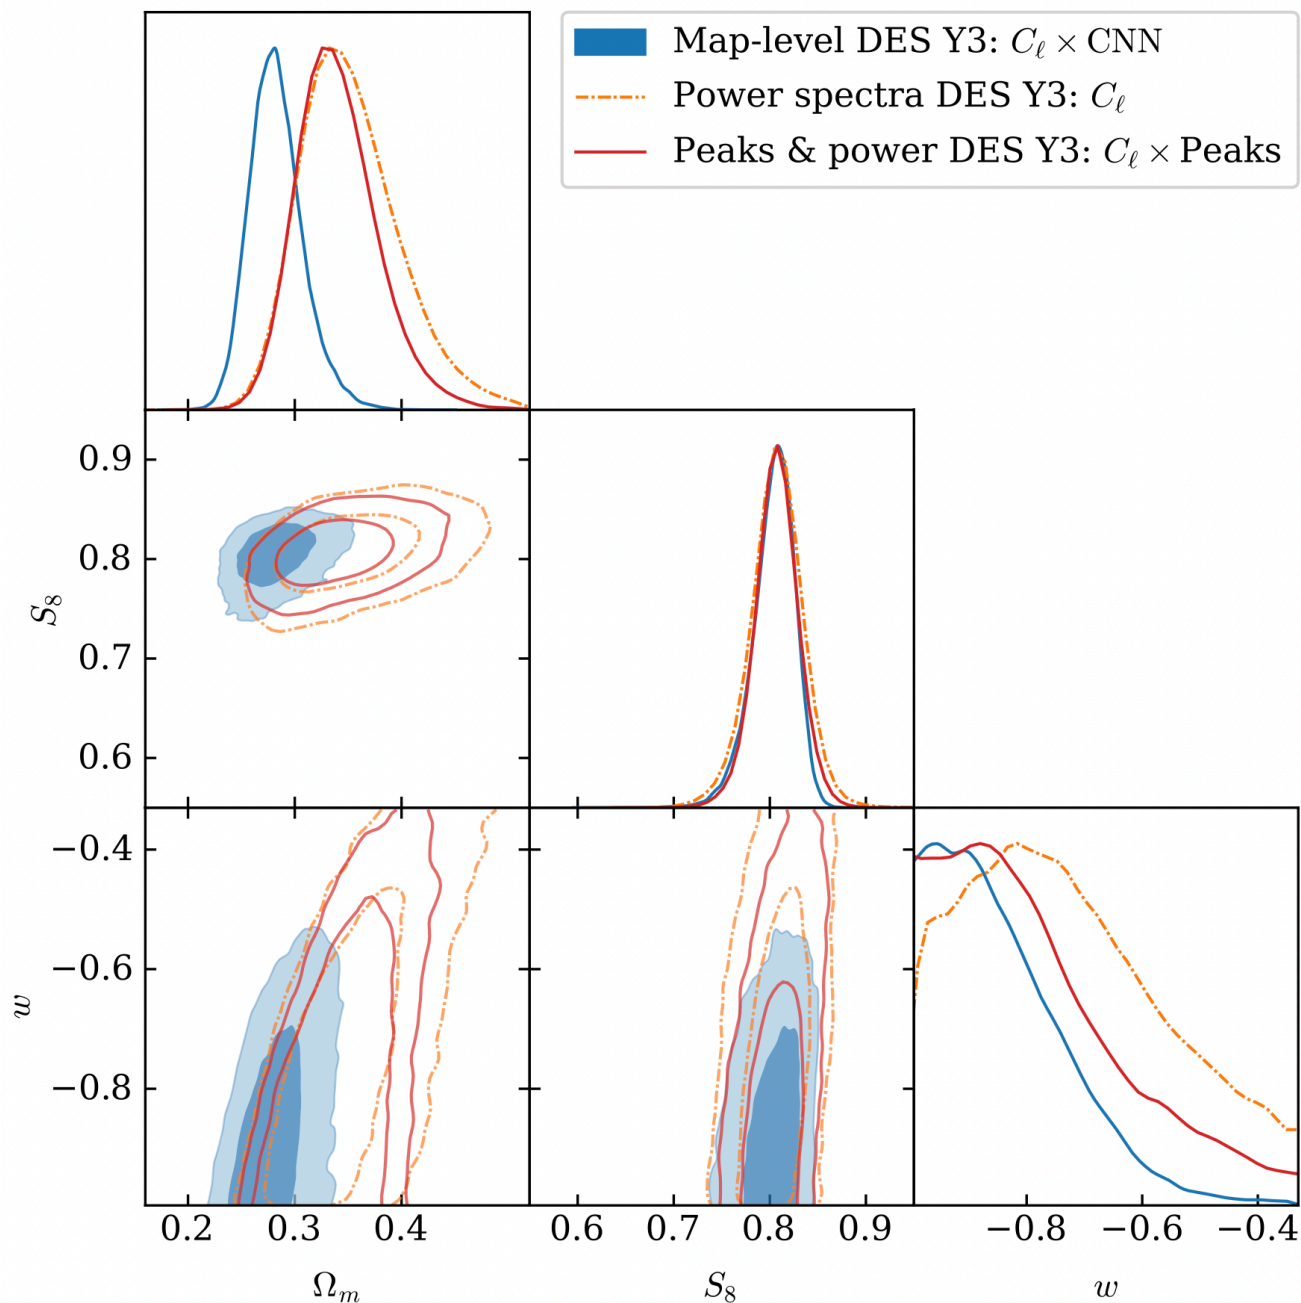 Map-level DES Y3: Cℓ × CNN
Power spectra DES Y3: Cℓ
Peaks & power DES Y3: Cℓ × Peaks
0.9
0.8
0.7
0.6
S₈
−0.4
−0.6
−0.8
w
0.2 0.3 0.4 0.6 0.7 0.8 0.9 −0.8 −0.6 −0.4
Ωₘ S₈ w